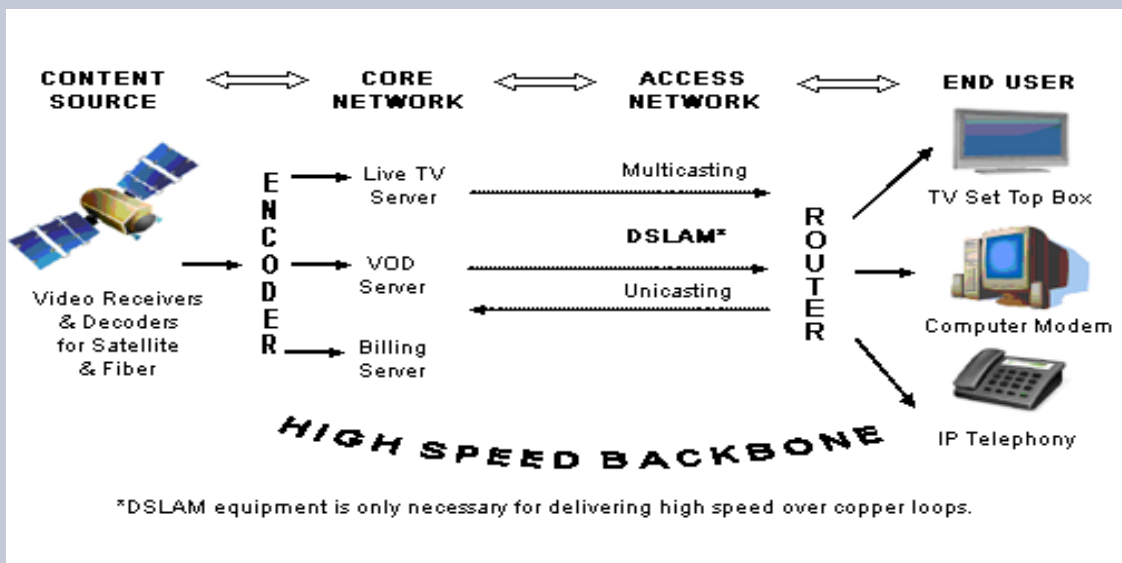 CONTENT SOURCE
CORE NETWORK
ACCESS NETWORK
END USER
Video Receivers
& Decoders
for Satellite
& Fiber
ENCODER
Live TV
Server
VOD
Server
Billing
Server
Multicasting
DSLAM*
Unicasting
ROUTER
TV Set Top Box
Computer Modem
IP Telephony
HIGH SPEED BACKBONE
*DSLAM equipment is only necessary for delivering high speed over copper loops.